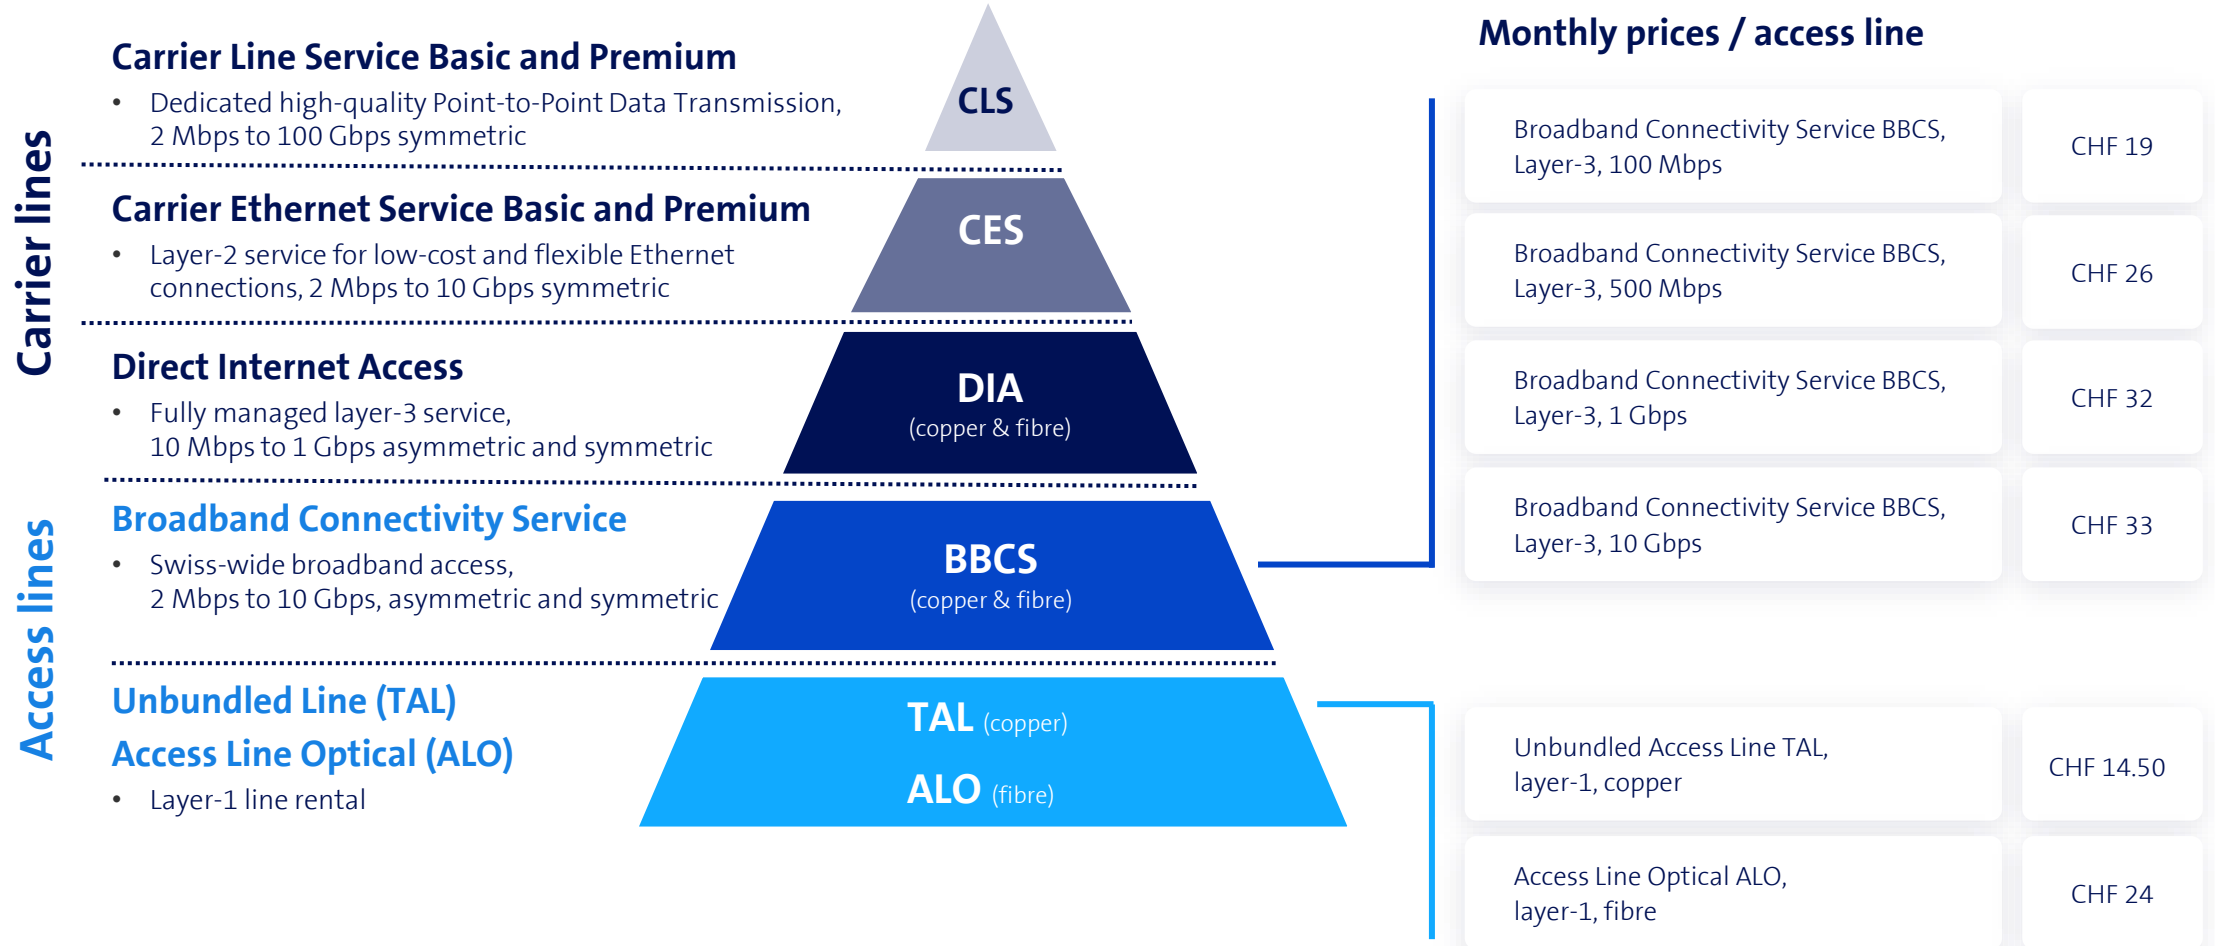 Carrier lines
Carrier Line Service Basic and Premium
• Dedicated high-quality Point-to-Point Data Transmission,
2 Mbps to 100 Gbps symmetric
Carrier Ethernet Service Basic and Premium
• Layer-2 service for low-cost and flexible Ethernet
connections, 2 Mbps to 10 Gbps symmetric
Direct Internet Access
• Fully managed layer-3 service,
10 Mbps to 1 Gbps asymmetric and symmetric
Access lines
Broadband Connectivity Service
• Swiss-wide broadband access,
2 Mbps to 10 Gbps, asymmetric and symmetric
Unbundled Line (TAL)
Access Line Optical (ALO)
• Layer-1 line rental
CLS
CES
DIA
(copper & fibre)
BBCS
(copper & fibre)
TAL (copper)
ALO (fibre)
Monthly prices / access line
Broadband Connectivity Service BBCS,
Layer-3, 100 Mbps
CHF 19
Broadband Connectivity Service BBCS,
Layer-3, 500 Mbps
CHF 26
Broadband Connectivity Service BBCS,
Layer-3, 1 Gbps
CHF 32
Broadband Connectivity Service BBCS,
Layer-3, 10 Gbps
CHF 33
Unbundled Access Line TAL,
layer-1, copper
CHF 14.50
Access Line Optical ALO,
layer-1, fibre
CHF 24